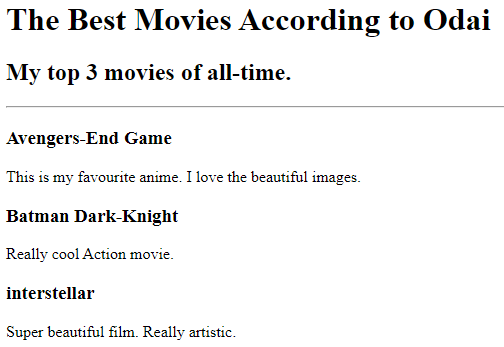 The Best Movies According to Odai
My top 3 movies of all-time.
Avengers-End Game
This is my favourite anime. I love the beautiful images.
Batman Dark-Knight
Really cool Action movie.
interstellar
Super beautiful film. Really artistic.